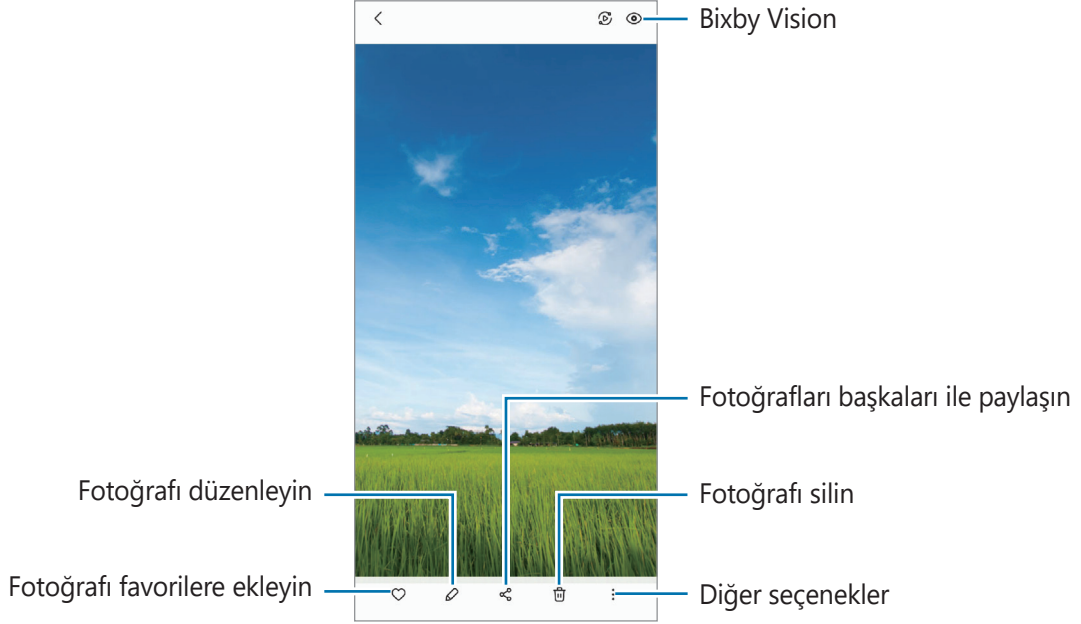 Bixby Vision
Fotoğrafları başkaları ile paylaşın
Fotoğrafı düzenleyin
Fotoğrafı silin
Fotoğrafı favorilere ekleyin
Diğer seçenekler